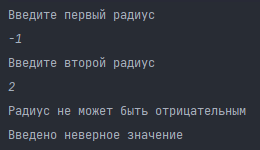 Введите первый радиус
-1
Введите второй радиус
2
Радиус не может быть отрицательным
Введено неверное значение